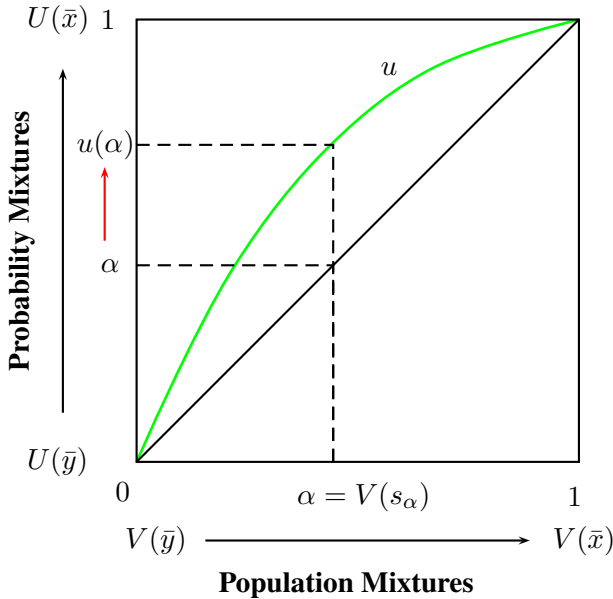 U(x̄) 1
u
u(α)
α
Probability Mixtures
U(ȳ)
0 α = V(s_α) 1
V(ȳ) V(x̄)
Population Mixtures